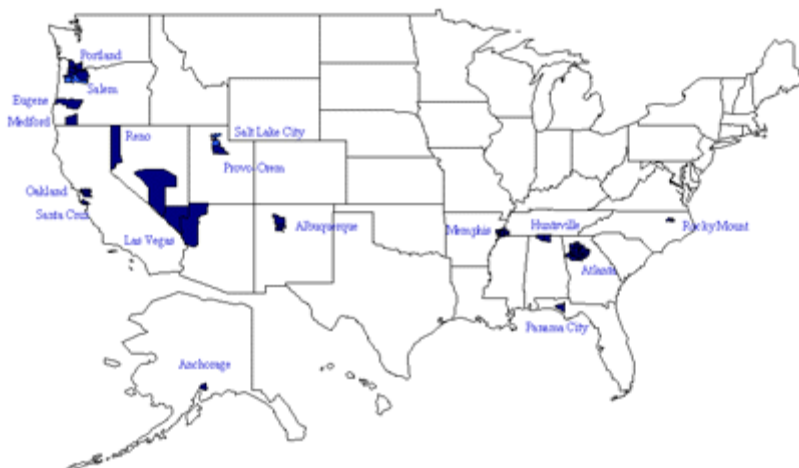 Portland
Salem
Eugene
Medford
Reno
Salt Lake City
Provo-Orem
Oakland
Santa Cruz
Las Vegas
Albuquerque
Memphis
Huntsville
Rocky Mount
Atlanta
Panama City
Anchorage